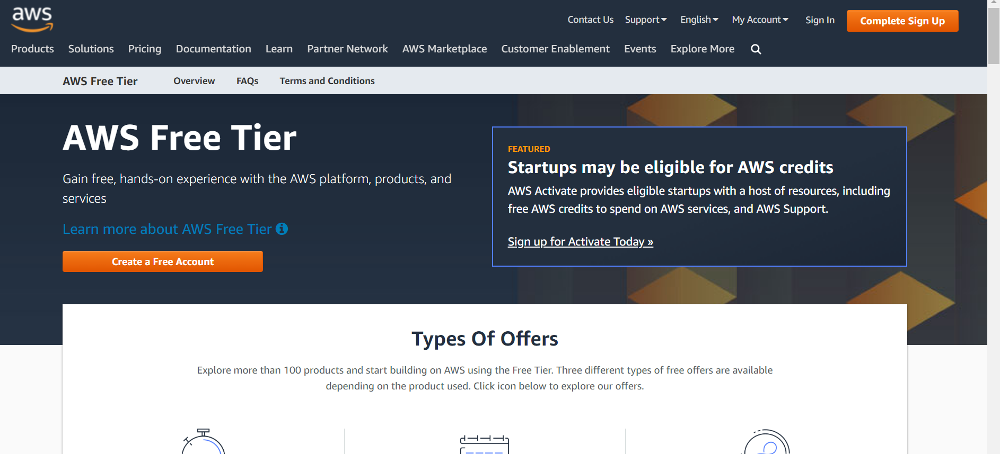 aws
Contact Us Support English My Account Sign In Complete Sign Up
Products Solutions Pricing Documentation Learn Partner Network AWS Marketplace Customer Enablement Events Explore More
AWS Free Tier Overview FAQs Terms and Conditions
AWS Free Tier
Gain free, hands-on experience with the AWS platform, products, and
services
Learn more about AWS Free Tier
Create a Free Account
FEATURED
Startups may be eligible for AWS credits
AWS Activate provides eligible startups with a host of resources, including
free AWS credits to spend on AWS services, and AWS Support.
Sign up for Activate Today »
Types Of Offers
Explore more than 100 products and start building on AWS using the Free Tier. Three different types of free offers are available
depending on the product used. Click icon below to explore our offers.